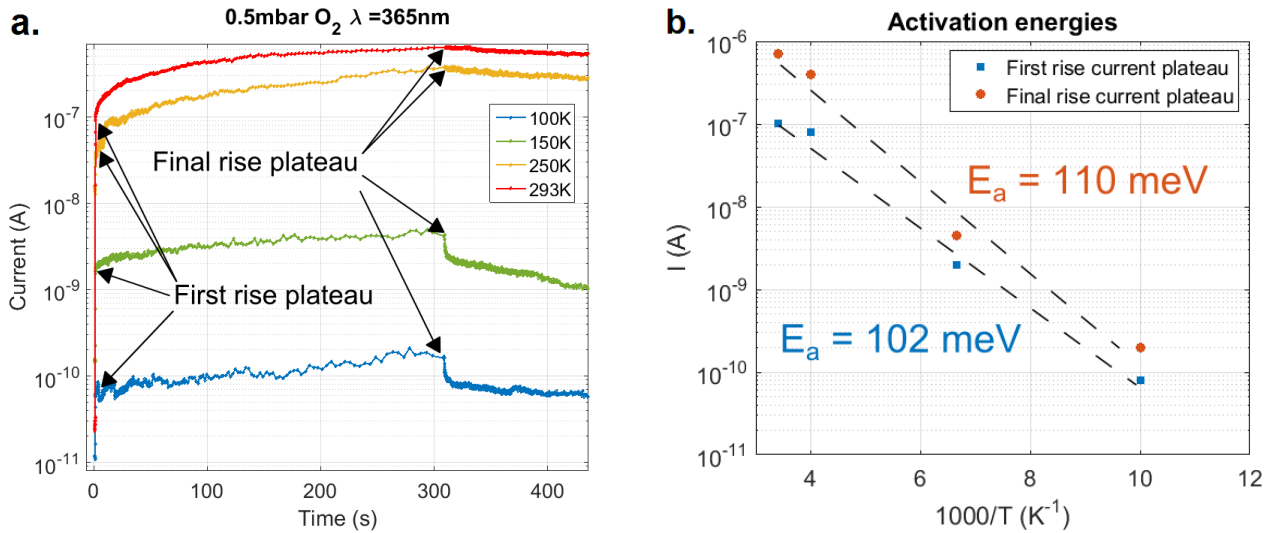 a.
0.5mbar O₂ λ =365nm
Current (A)
10⁻⁷
10⁻⁸
10⁻⁹
10⁻¹⁰
10⁻¹¹
100K
150K
250K
293K
Final rise plateau
First rise plateau
0
100
200
300
400
Time (s)
b.
Activation energies
I (A)
10⁻⁶
10⁻⁷
10⁻⁸
10⁻⁹
10⁻¹⁰
10⁻¹¹
First rise current plateau
Final rise current plateau
Eₐ = 110 meV
Eₐ = 102 meV
4
6
8
10
12
1000/T (K⁻¹)